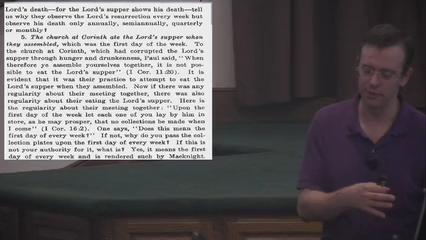 Lord's death—for the Lord's supper shows his death—tell
us why they observe the Lord's resurrection every week but
observe his death only annually, semiannually, quarterly
or monthly?
5. The church at Corinth ate the Lord's supper when
they assembled, which was the first day of the week. To
the church at Corinth, which had corrupted the Lord's
supper through hunger and drunkenness, Paul said, "When
therefore ye assemble yourselves together, it is not pos-
sible to eat the Lord's supper" (I Cor. 11:20). It is
evident that it was their practice to attempt to eat the
Lord's supper when they assembled. Now if there was any
regularity about their meeting together, there was also
regularity about their eating the Lord's supper. Here is
the regularity about their meeting together: "Upon the
first day of the week let each one of you lay by him in
store, as he may prosper, that no collections be made when
I come" (I Cor. 16:2). One says, "Does this mean the
first day of every week?" If not, why do you pass the col-
lection plates upon the first day of every week? If this
is not your authority for it, what is? Yes, it means the first
day of every week and is rendered such by Macknight.